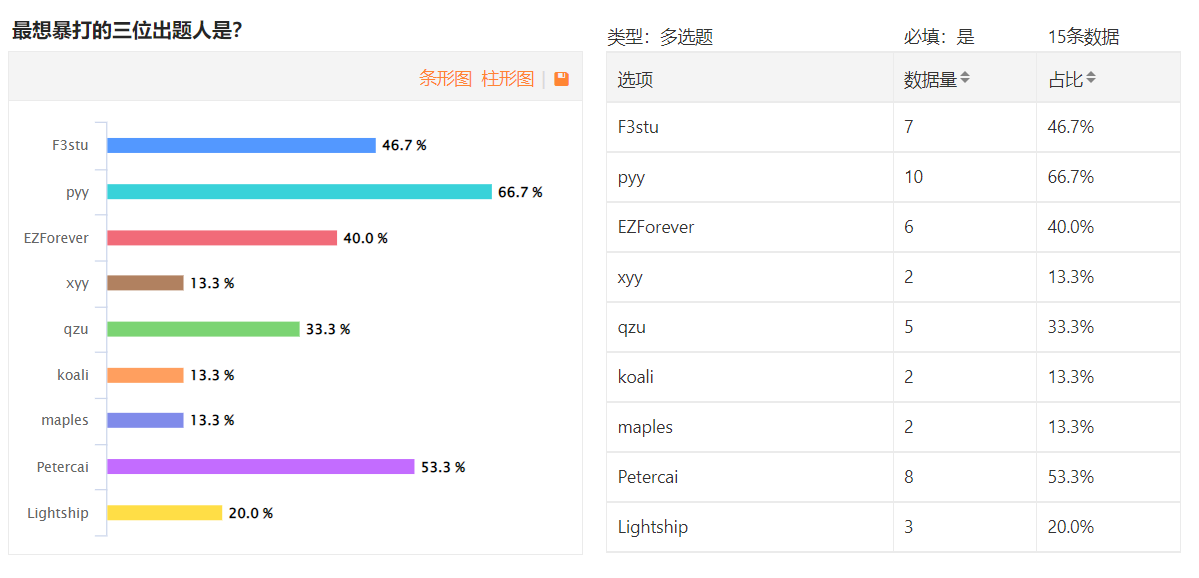 最想暴打的三位出题人是？
条形图 柱形图
F3stu 46.7 %
pyy 66.7 %
EZForever 40.0 %
xyy 13.3 %
qzu 33.3 %
koali 13.3 %
maples 13.3 %
Petercai 53.3 %
Lightship 20.0 %
类型：多选题 必填：是 15条数据
选项 数据量 占比
F3stu 7 46.7%
pyy 10 66.7%
EZForever 6 40.0%
xyy 2 13.3%
qzu 5 33.3%
koali 2 13.3%
maples 2 13.3%
Petercai 8 53.3%
Lightship 3 20.0%